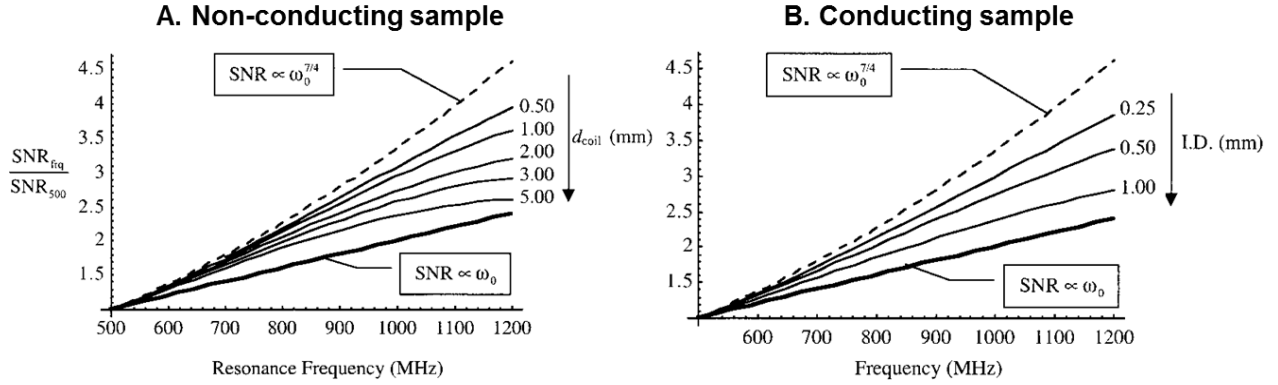 A. Non-conducting sample
4.5
4
3.5
3
2.5
2
1.5
SNR_frq
SNR_500
SNR ∝ ω₀^7/4
0.50
1.00
2.00
3.00
5.00
d_coil (mm)
SNR ∝ ω₀
500 600 700 800 900 1000 1100 1200
Resonance Frequency (MHz)
B. Conducting sample
4.5
4
3.5
3
2.5
2
1.5
SNR ∝ ω₀^7/4
0.25
0.50
1.00
I.D. (mm)
SNR ∝ ω₀
600 700 800 900 1000 1100 1200
Frequency (MHz)